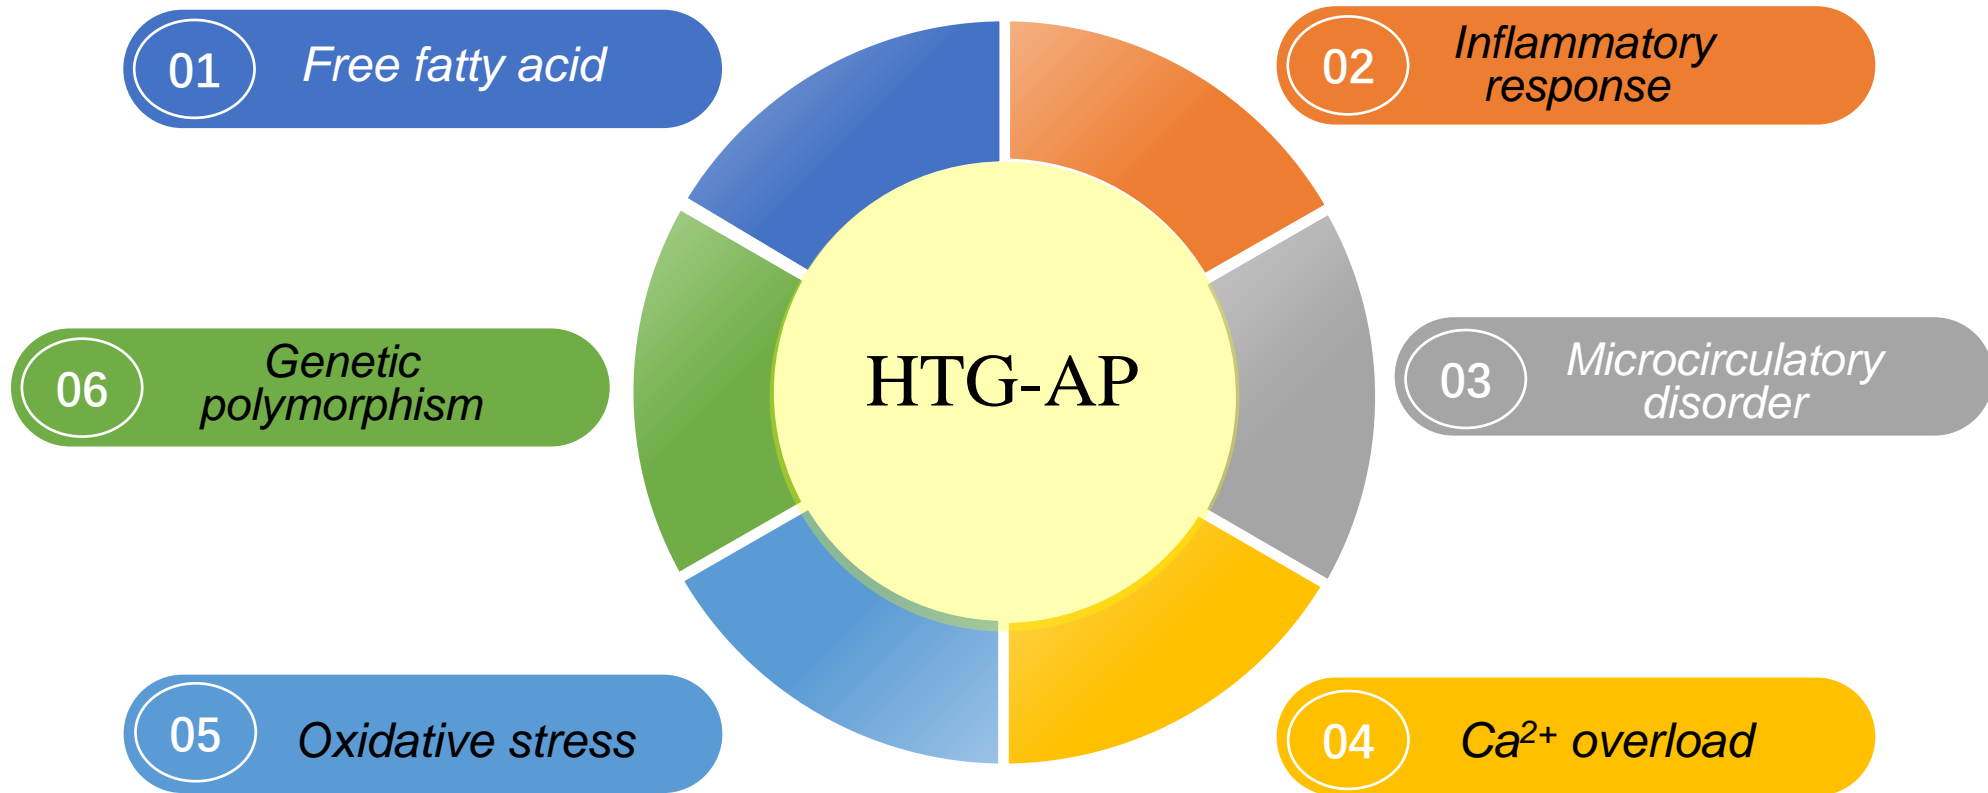 01
Free fatty acid
02
Inflammatory
response
06
Genetic
polymorphism
HTG-AP
03
Microcirculatory
disorder
05
Oxidative stress
04
Ca²⁺ overload